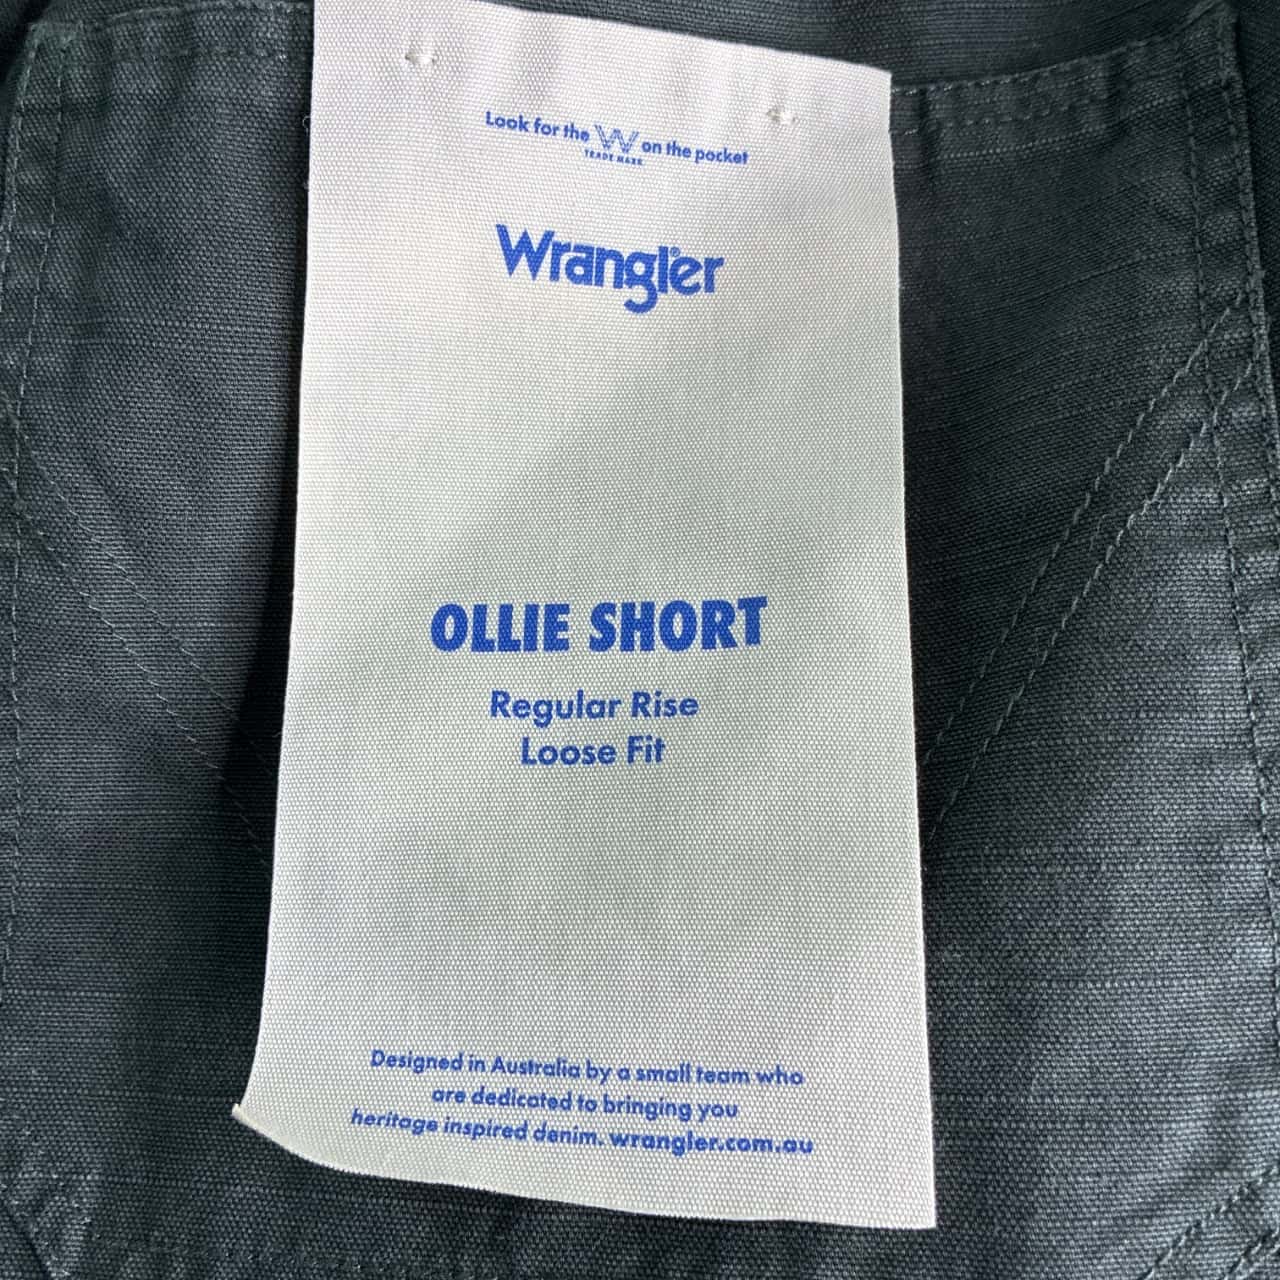 Look for the W on the pocket
TRADE MARK
Wrangler
OLLIE SHORT
Regular Rise
Loose Fit
Designed in Australia by a small team who
are dedicated to bringing you
heritage inspired denim. wrangler.com.au